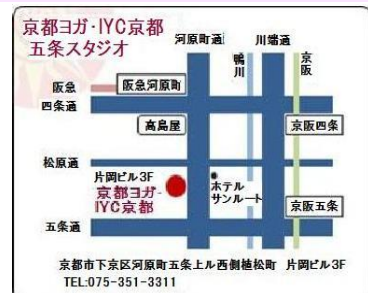 京都ヨガ・IYC京都
五条スタジオ
河原町通
川端通
鴨川
京阪
阪急
阪急河原町
四条通
高島屋
京阪四条
松原通
片岡ビル3F
京都ヨガ・
IYC京都
ホテル
サンルート
京阪五条
五条通
京都市下京区河原町五条上ル西側植松町 片岡ビル3F
TEL:075-351-3311